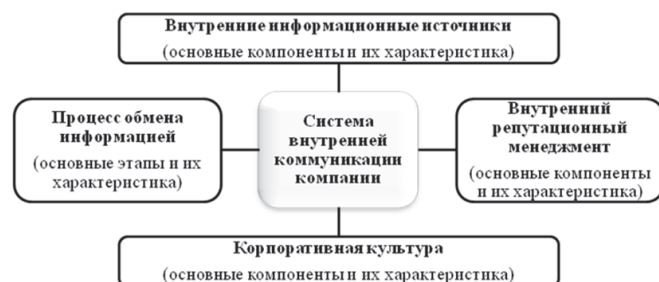 Внутренние информационные источники
(основные компоненты и их характеристика)
Процесс обмена
информацией
(основные этапы и их
характеристика)
Система
внутренней
коммуникации
компании
Внутренний
репутационный
менеджмент
(основные компоненты
и их характеристика)
Корпоративная культура
(основные компоненты и их характеристика)